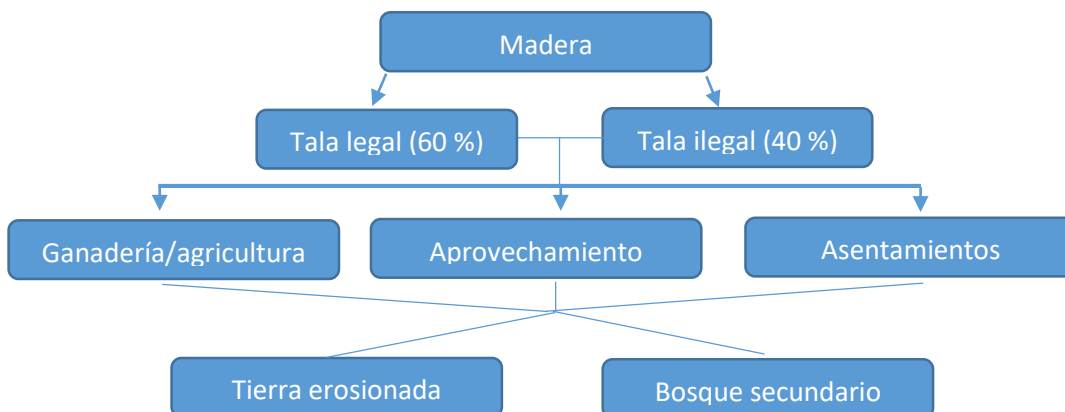 Madera
Tala legal (60 %)
Tala ilegal (40 %)
Ganadería/agricultura
Aprovechamiento
Asentamientos
Tierra erosionada
Bosque secundario